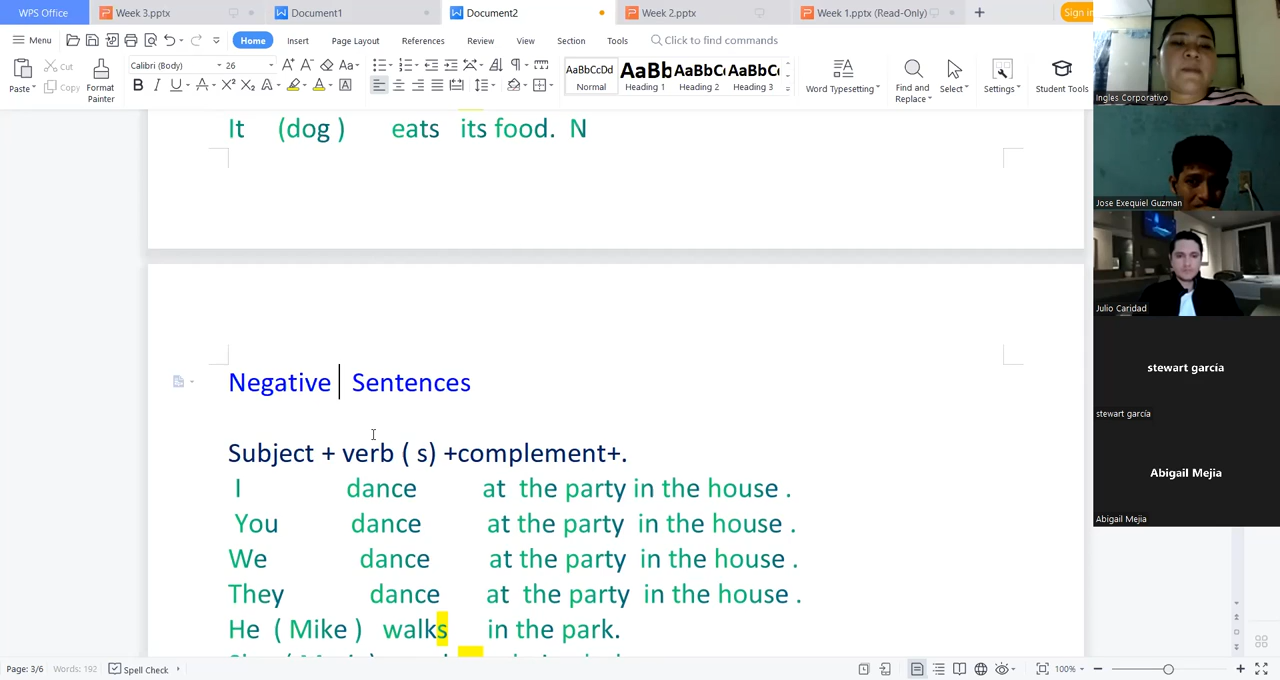 WPS Office
Week 3.pptx
Document1
Document2
Week 2.pptx
Week 1.pptx (Read-Only)
Sign in
Menu
Home
Insert
Page Layout
References
Review
View
Section
Tools
Click to find commands
Paste
Cut
Copy
Format Painter
Calibri (Body)
26
AaBbCcDd
Normal
AaBb
Heading 1
AaBbC
Heading 2
AaBbC
Heading 3
Word Typesetting
Find and Replace
Select
Settings
Student Tools
It (dog ) eats its food. N
Negative Sentences
Subject + verb ( s) +complement+.
I dance at the party in the house .
You dance at the party in the house .
We dance at the party in the house .
They dance at the party in the house .
He ( Mike ) walks in the park.
Ingles Corporativo
Jose Exequiel Guzman
Julio Caridad
stewart garcía
stewart garcía
Abigail Mejia
Abigail Mejia
Page: 3/6
Words: 192
Spell Check
100%